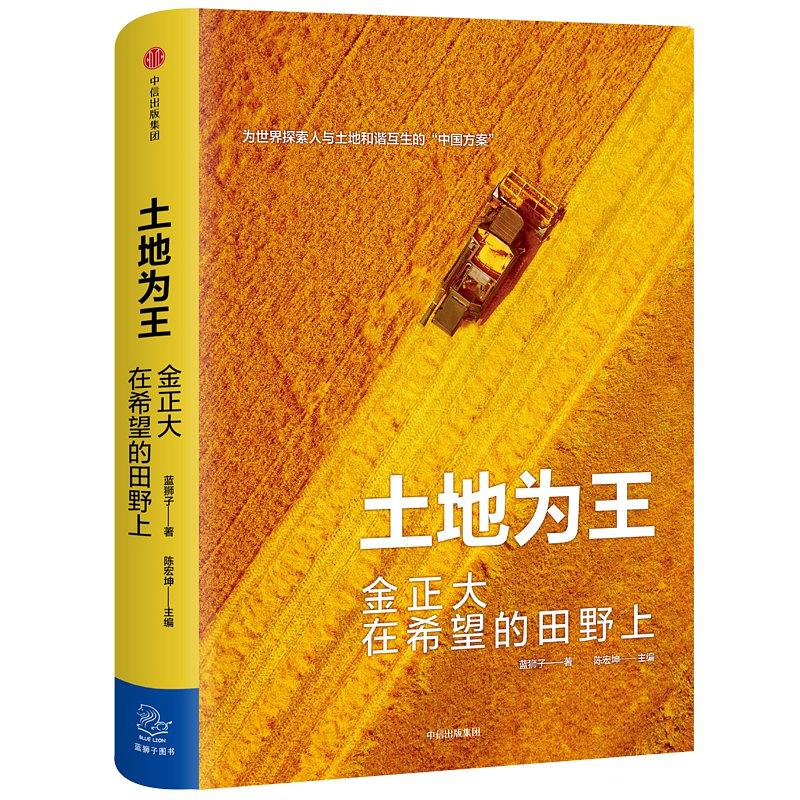 中信出版集团
土地为王
金正大
在希望的田野上
蓝狮子——著
陈宏坤——主编
BLUE LION
蓝狮子图书
为世界探索人与土地和谐互生的“中国方案”
土地为王
金正大
在希望的田野上
蓝狮子——著 陈宏坤——主编
中信出版集团